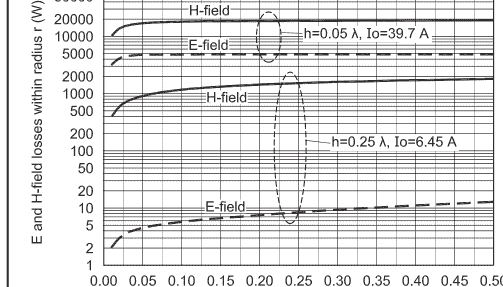 H-field
20000
10000
h=0.05 λ, Io=39.7 A
E-field
5000
2000
1000
H-field
500
200
h=0.25 λ, Io=6.45 A
100
50
20
E-field
10
5
2
1
E and H-field losses within radius r (W)
0.00 0.05 0.10 0.15 0.20 0.25 0.30 0.35 0.40 0.45 0.50